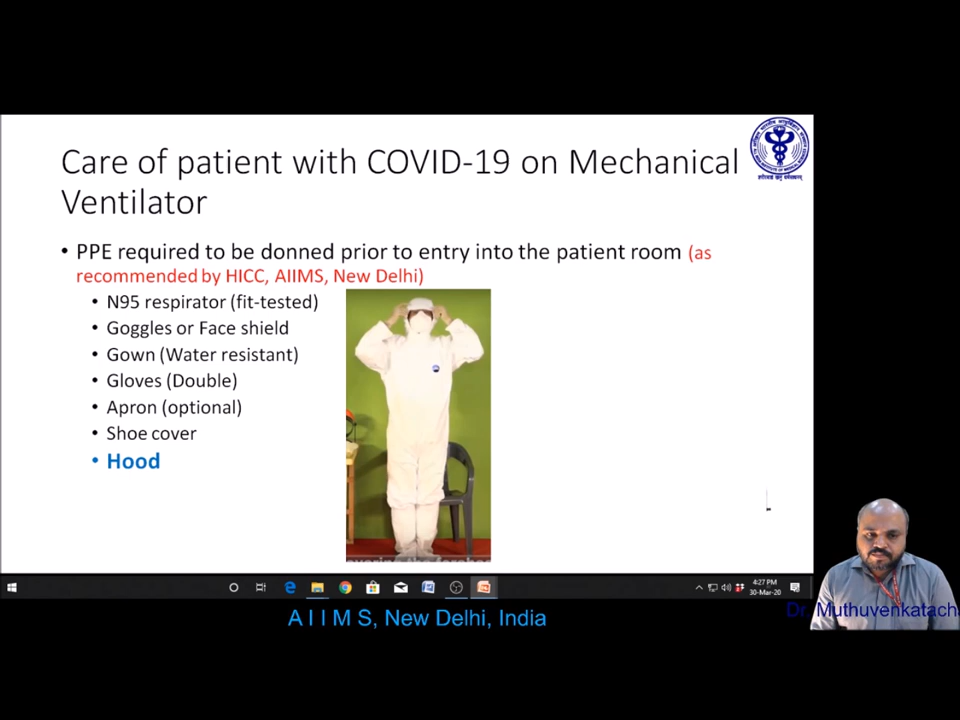 Care of patient with COVID-19 on Mechanical
Ventilator
• PPE required to be donned prior to entry into the patient room (as
recommended by HICC, AIIMS, New Delhi)
• N95 respirator (fit-tested)
• Goggles or Face shield
• Gown (Water resistant)
• Gloves (Double)
• Apron (optional)
• Shoe cover
• Hood
4:27 PM
30-Mar-20
Dr. Muthuvenkatach
A I I M S, New Delhi, India